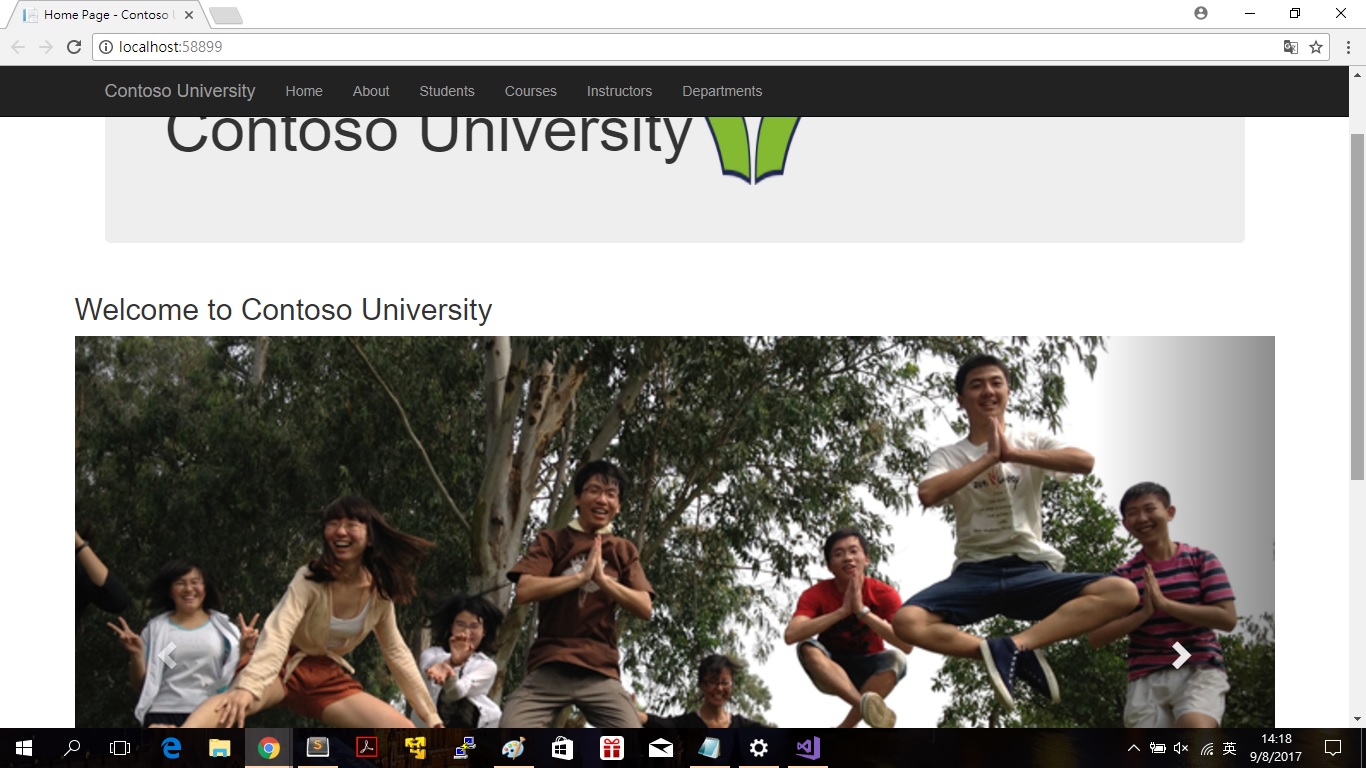 Home Page - Contoso
localhost:58899
Contoso University Home About Students Courses Instructors Departments
Contoso University
Welcome to Contoso University
英
14:18
9/8/2017